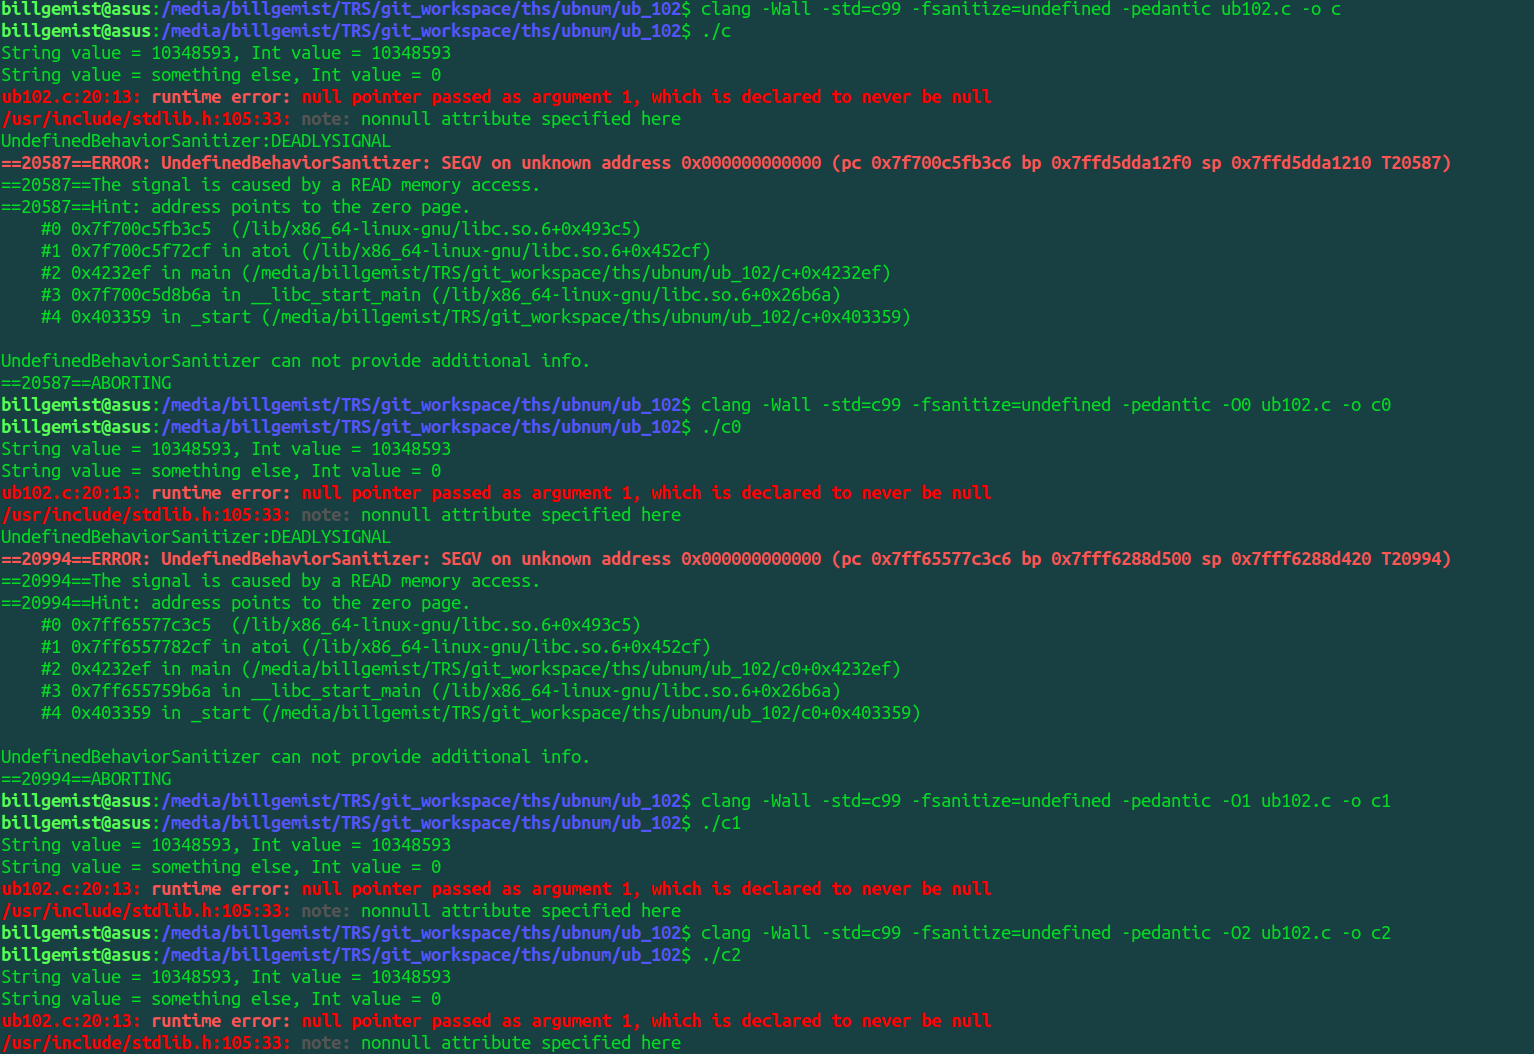 billgemist@asus:/media/billgemist/TRS/git_workspace/ths/ubnum/ub_102$ clang -Wall -std=c99 -fsanitize=undefined -pedantic ub102.c -o c
billgemist@asus:/media/billgemist/TRS/git_workspace/ths/ubnum/ub_102$ ./c
String value = 10348593, Int value = 10348593
String value = something else, Int value = 0
ub102.c:20:13: runtime error: null pointer passed as argument 1, which is declared to never be null
/usr/include/stdlib.h:105:33: note: nonnull attribute specified here
UndefinedBehaviorSanitizer:DEADLYSIGNAL
==20587==ERROR: UndefinedBehaviorSanitizer: SEGV on unknown address 0x000000000000 (pc 0x7f700c5fb3c6 bp 0x7ffd5dda12f0 sp 0x7ffd5dda1210 T20587)
==20587==The signal is caused by a READ memory access.
==20587==Hint: address points to the zero page.
    #0 0x7f700c5fb3c5  (/lib/x86_64-linux-gnu/libc.so.6+0x493c5)
    #1 0x7f700c5f72cf in atoi (/lib/x86_64-linux-gnu/libc.so.6+0x452cf)
    #2 0x4232ef in main (/media/billgemist/TRS/git_workspace/ths/ubnum/ub_102/c+0x4232ef)
    #3 0x7f700c5d8b6a in __libc_start_main (/lib/x86_64-linux-gnu/libc.so.6+0x26b6a)
    #4 0x403359 in _start (/media/billgemist/TRS/git_workspace/ths/ubnum/ub_102/c+0x403359)

UndefinedBehaviorSanitizer can not provide additional info.
==20587==ABORTING
billgemist@asus:/media/billgemist/TRS/git_workspace/ths/ubnum/ub_102$ clang -Wall -std=c99 -fsanitize=undefined -pedantic -O0 ub102.c -o c0
billgemist@asus:/media/billgemist/TRS/git_workspace/ths/ubnum/ub_102$ ./c0
String value = 10348593, Int value = 10348593
String value = something else, Int value = 0
ub102.c:20:13: runtime error: null pointer passed as argument 1, which is declared to never be null
/usr/include/stdlib.h:105:33: note: nonnull attribute specified here
UndefinedBehaviorSanitizer:DEADLYSIGNAL
==20994==ERROR: UndefinedBehaviorSanitizer: SEGV on unknown address 0x000000000000 (pc 0x7ff65577c3c6 bp 0x7fff6288d500 sp 0x7fff6288d420 T20994)
==20994==The signal is caused by a READ memory access.
==20994==Hint: address points to the zero page.
    #0 0x7ff65577c3c5  (/lib/x86_64-linux-gnu/libc.so.6+0x493c5)
    #1 0x7ff6557782cf in atoi (/lib/x86_64-linux-gnu/libc.so.6+0x452cf)
    #2 0x4232ef in main (/media/billgemist/TRS/git_workspace/ths/ubnum/ub_102/c0+0x4232ef)
    #3 0x7ff655759b6a in __libc_start_main (/lib/x86_64-linux-gnu/libc.so.6+0x26b6a)
    #4 0x403359 in _start (/media/billgemist/TRS/git_workspace/ths/ubnum/ub_102/c0+0x403359)

UndefinedBehaviorSanitizer can not provide additional info.
==20994==ABORTING
billgemist@asus:/media/billgemist/TRS/git_workspace/ths/ubnum/ub_102$ clang -Wall -std=c99 -fsanitize=undefined -pedantic -O1 ub102.c -o c1
billgemist@asus:/media/billgemist/TRS/git_workspace/ths/ubnum/ub_102$ ./c1
String value = 10348593, Int value = 10348593
String value = something else, Int value = 0
ub102.c:20:13: runtime error: null pointer passed as argument 1, which is declared to never be null
/usr/include/stdlib.h:105:33: note: nonnull attribute specified here
billgemist@asus:/media/billgemist/TRS/git_workspace/ths/ubnum/ub_102$ clang -Wall -std=c99 -fsanitize=undefined -pedantic -O2 ub102.c -o c2
billgemist@asus:/media/billgemist/TRS/git_workspace/ths/ubnum/ub_102$ ./c2
String value = 10348593, Int value = 10348593
String value = something else, Int value = 0
ub102.c:20:13: runtime error: null pointer passed as argument 1, which is declared to never be null
/usr/include/stdlib.h:105:33: note: nonnull attribute specified here